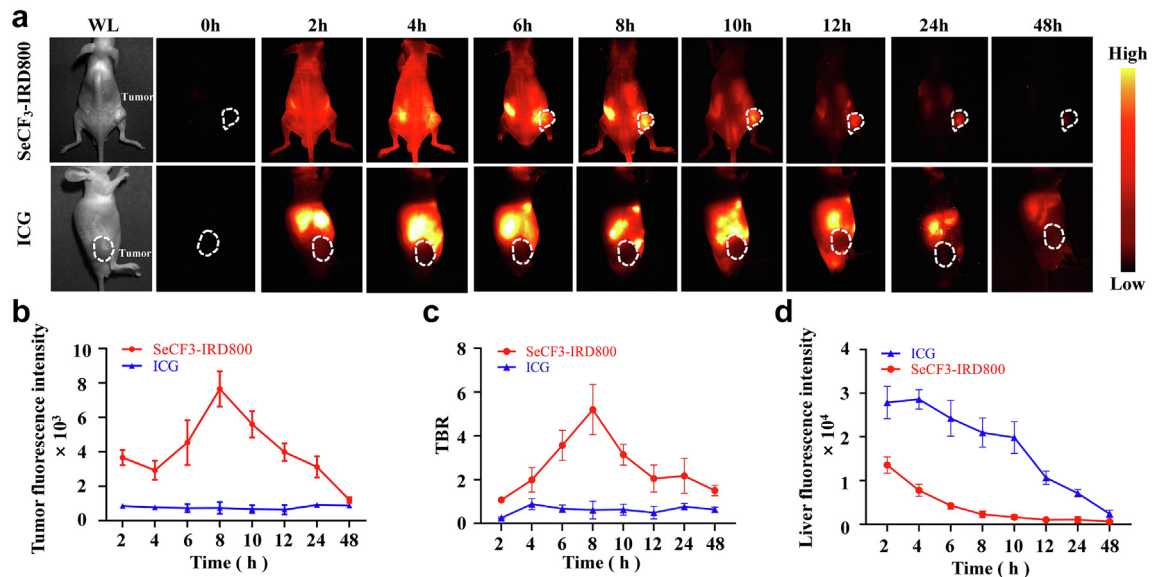 a
WL 0h 2h 4h 6h 8h 10h 12h 24h 48h
SeCF3-IRD800
Tumor
High
ICG
Tumor
Low
b
Tumor fluorescence intensity
× 10³
10
8
6
4
2
0
SeCF3-IRD800
ICG
2 4 6 8 10 12 24 48
Time ( h )
c
TBR
8
6
4
2
0
SeCF3-IRD800
ICG
2 4 6 8 10 12 24 48
Time ( h )
d
Liver fluorescence intensity
× 10⁴
4
3
2
1
0
ICG
SeCF3-IRD800
2 4 6 8 10 12 24 48
Time ( h )